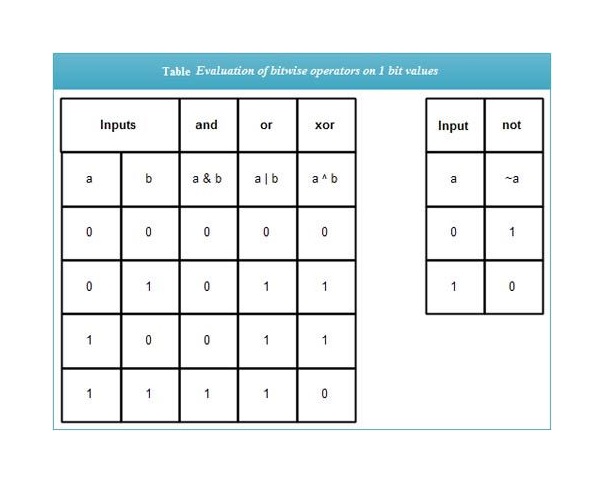 Table Evaluation of bitwise operators on 1 bit values
Inputs and or xor
a b a & b a | b a ^ b
0 0 0 0 0
0 1 0 1 1
1 0 0 1 1
1 1 1 1 0
Input not
a ~a
0 1
1 0